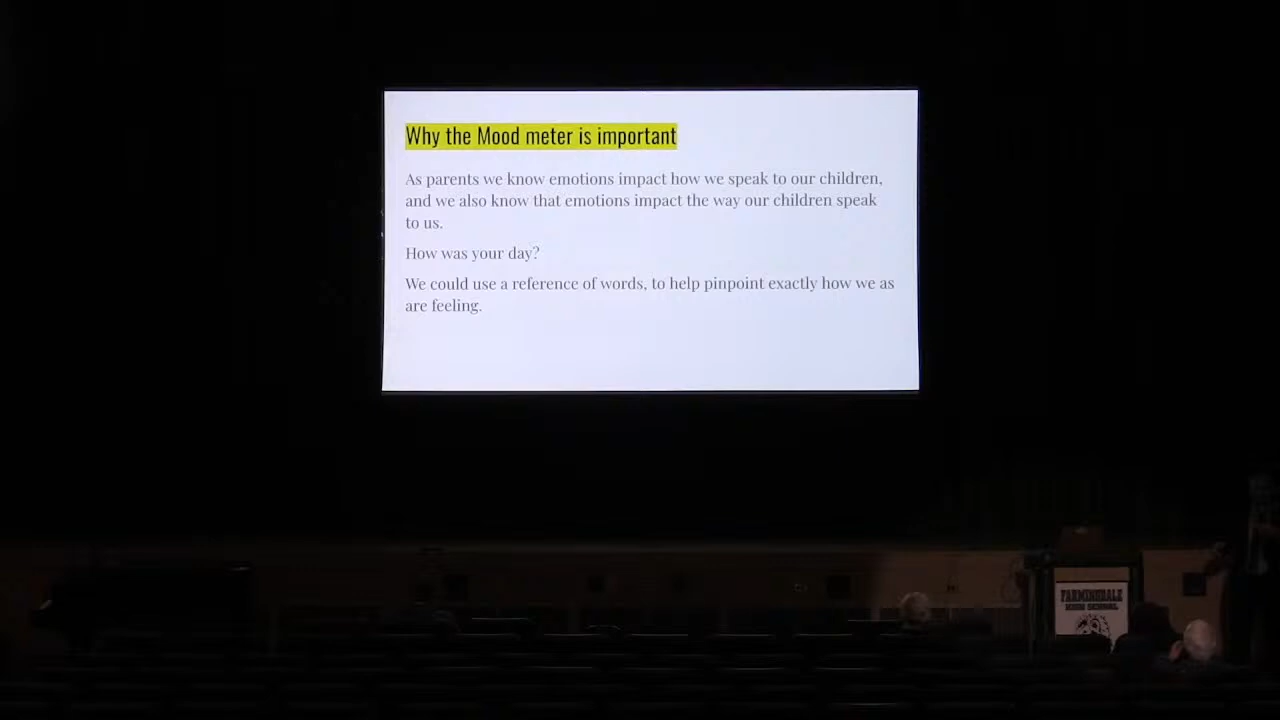 Why the Mood meter is important
As parents we know emotions impact how we speak to our children,
and we also know that emotions impact the way our children speak
to us.
How was your day?
We could use a reference of words, to help pinpoint exactly how we as
are feeling.
FARMINGDALE
HIGH SCHOOL